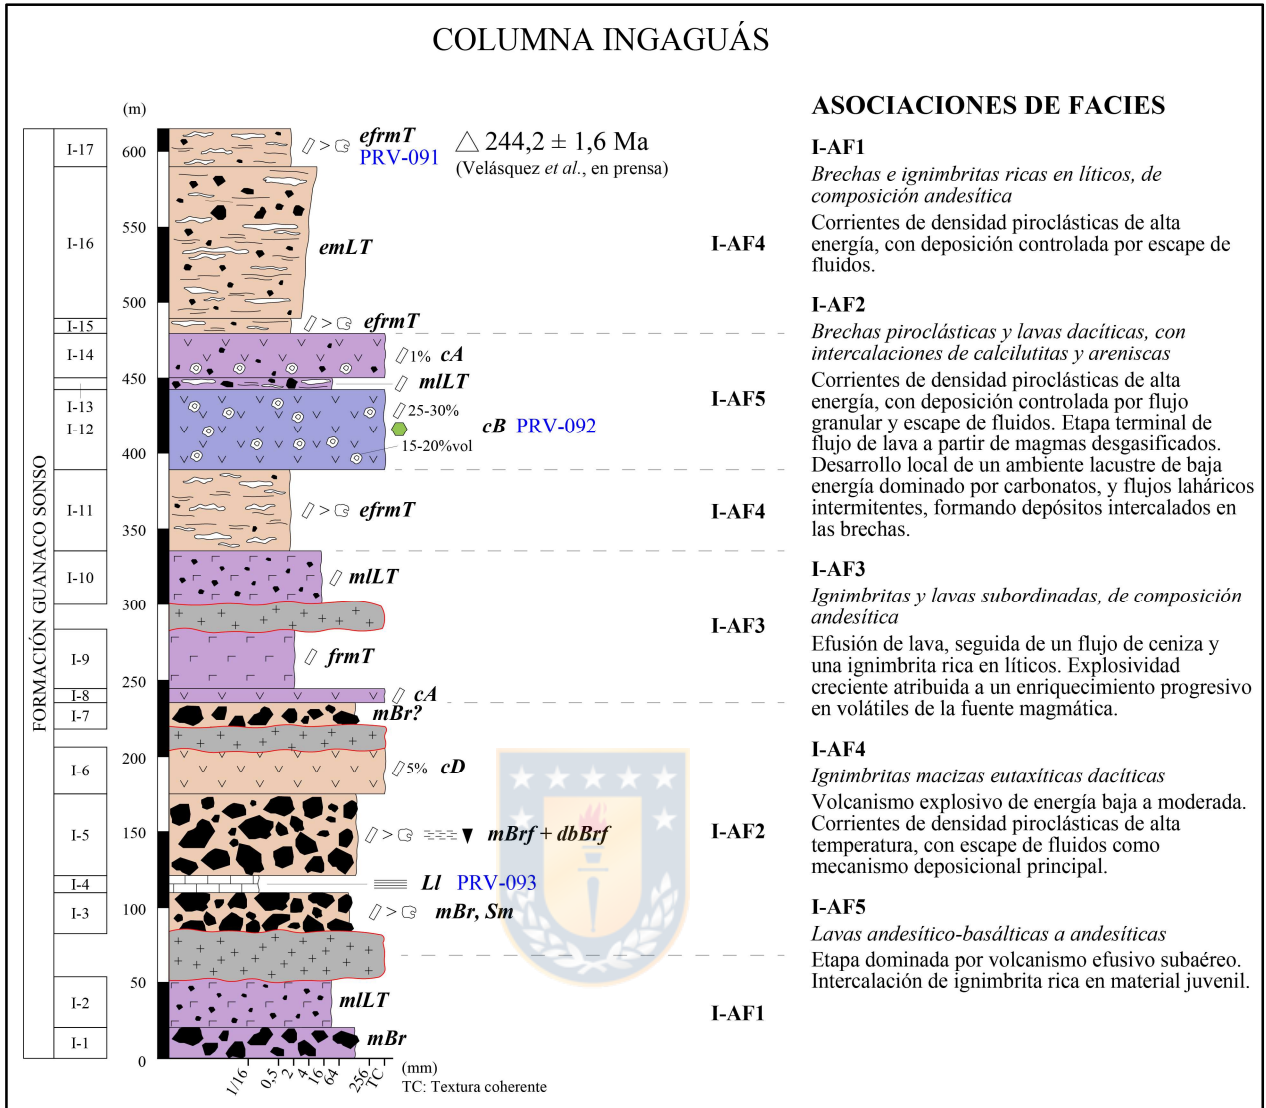 COLUMNA INGAGUÁS
(m)
600
550
500
450
400
350
300
250
200
150
100
50
0
FORMACIÓN GUANACO SONSO
I-17
I-16
I-15
I-14
I-13
I-12
I-11
I-10
I-9
I-8
I-7
I-6
I-5
I-4
I-3
I-2
I-1
efrmT
PRV-091
244,2 ± 1,6 Ma
(Velásquez et al., en prensa)
emLT
I-AF4
> efrmT
1% cA
mlLT
I-AF5
25-30%
cB PRV-092
15-20%vol
> efrmT
I-AF4
mlLT
I-AF3
frmT
cA
mBr?
5% cD
> mBrf + dbBrf
I-AF2
Ll PRV-093
> mBr, Sm
mlLT
I-AF1
mBr
1/16 0,5 2 4 16 64 256 TC (mm)
TC: Textura coherente
ASOCIACIONES DE FACIES
I-AF1
Brechas e ignimbritas ricas en líticos, de
composición andesítica
Corrientes de densidad piroclásticas de alta
energía, con deposición controlada por escape de
fluidos.
I-AF2
Brechas piroclásticas y lavas dacíticas, con
intercalaciones de calcilutitas y areniscas
Corrientes de densidad piroclásticas de alta
energía, con deposición controlada por flujo
granular y escape de fluidos. Etapa terminal de
flujo de lava a partir de magmas desgasificados.
Desarrollo local de un ambiente lacustre de baja
energía dominado por carbonatos, y flujos laháricos
intermitentes, formando depósitos intercalados en
las brechas.
I-AF3
Ignimbritas y lavas subordinadas, de composición
andesítica
Efusión de lava, seguida de un flujo de ceniza y
una ignimbrita rica en líticos. Explosividad
creciente atribuida a un enriquecimiento progresivo
en volátiles de la fuente magmática.
I-AF4
Ignimbritas macizas eutaxíticas dacíticas
Volcanismo explosivo de energía baja a moderada.
Corrientes de densidad piroclásticas de alta
temperatura, con escape de fluidos como
mecanismo deposicional principal.
I-AF5
Lavas andesítico-basálticas a andesíticas
Etapa dominada por volcanismo efusivo subaéreo.
Intercalación de ignimbrita rica en material juvenil.